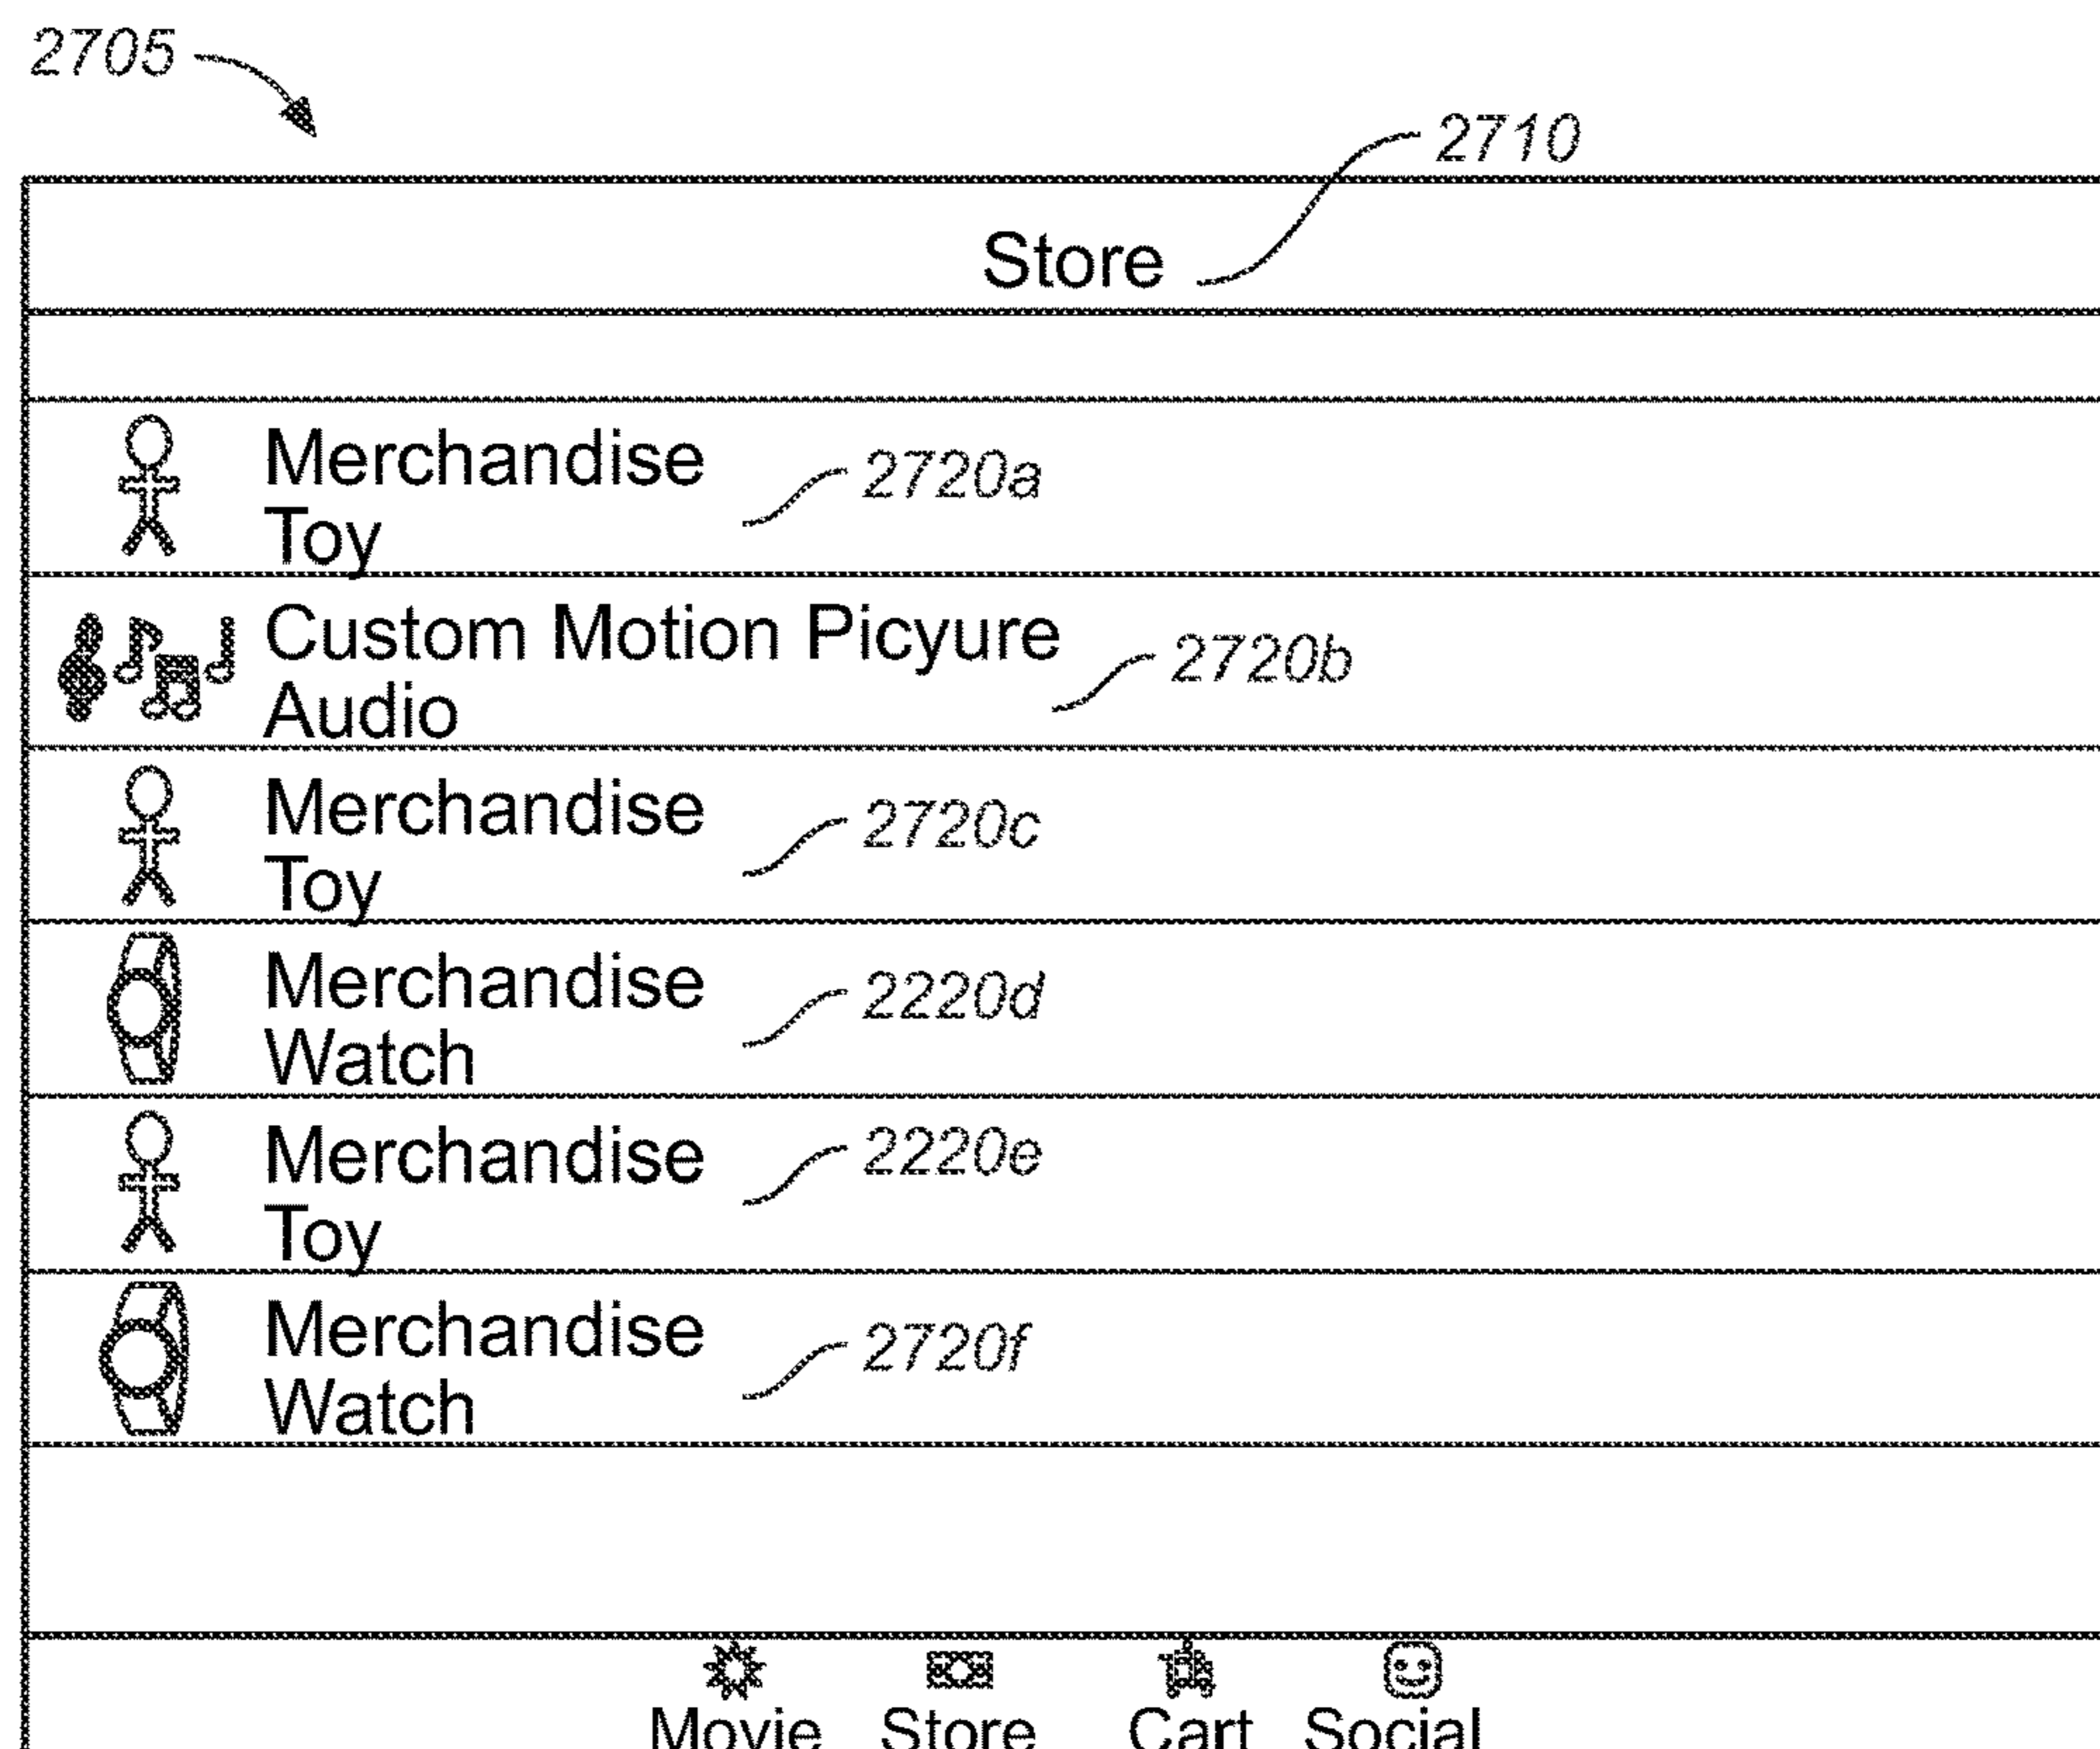 2705
2710
Store
Merchandise
2720a
Toy
Custom Motion Picyure
2720b
Audio
Merchandise
2720c
Toy
Merchandise
2220d
Watch
Merchandise
2220e
Toy
Merchandise
2720f
Watch
Movie Store Cart Social